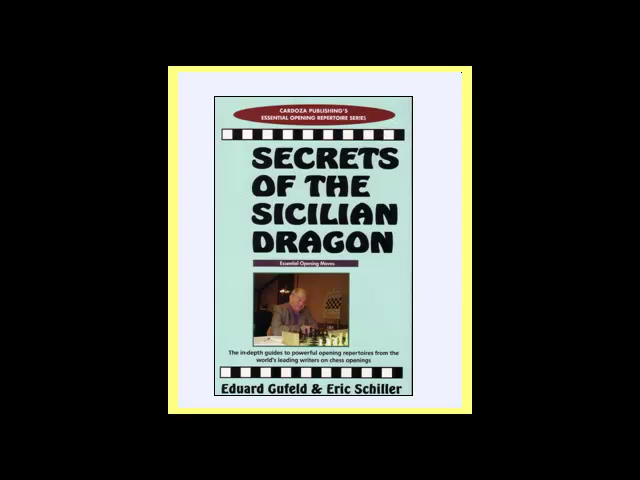 CARDOZA PUBLISHING'S
ESSENTIAL OPENING REPERTOIRE SERIES
SECRETS
OF THE
SICILIAN
DRAGON
Essential Opening Moves
The in-depth guides to powerful opening repertoires from the
world's leading writers on chess openings
Eduard Gufeld & Eric Schiller